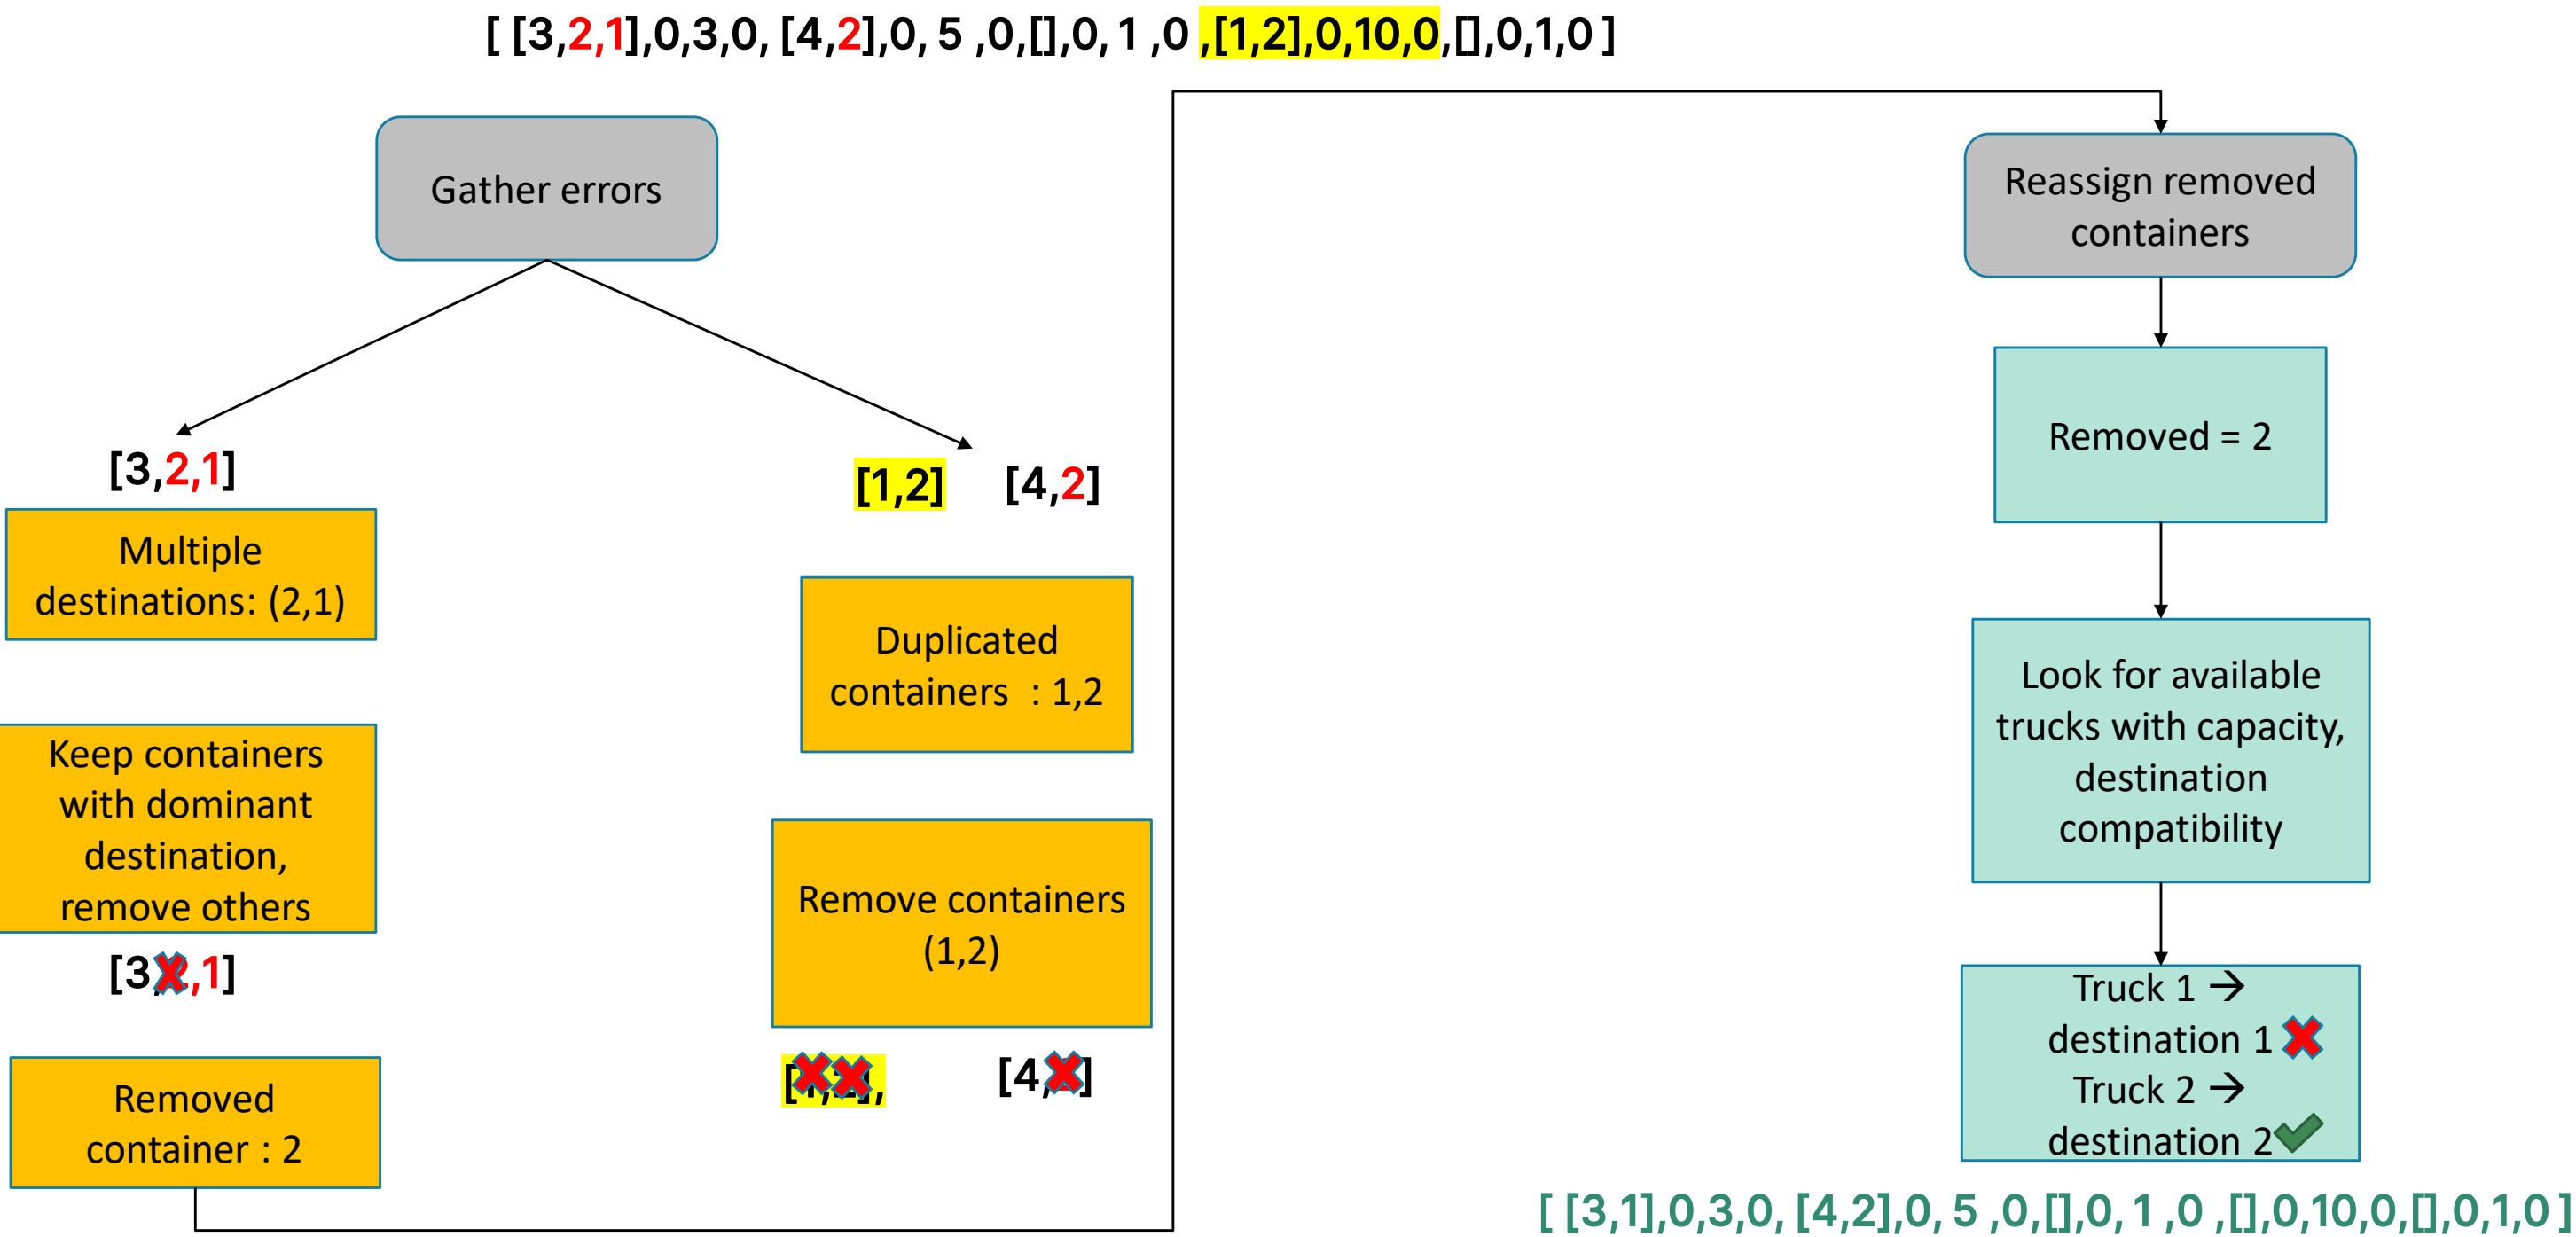 [ [3,2,1],0,3,0, [4,2],0, 5 ,0,[],0, 1 ,0 ,[1,2],0,10,0,[],0,1,0 ]
Gather errors
[3,2,1]
Multiple
destinations: (2,1)
Keep containers
with dominant
destination,
remove others
[3, ,1]
Removed
container : 2
[1,2]
[4,2]
Duplicated
containers : 1,2
Remove containers
(1,2)
[4, ]
Reassign removed
containers
Removed = 2
Look for available
trucks with capacity,
destination
compatibility
Truck 1 →
destination 1
Truck 2 →
destination 2
[ [3,1],0,3,0, [4,2],0, 5 ,0,[],0, 1 ,0 ,[],0,10,0,[],0,1,0 ]